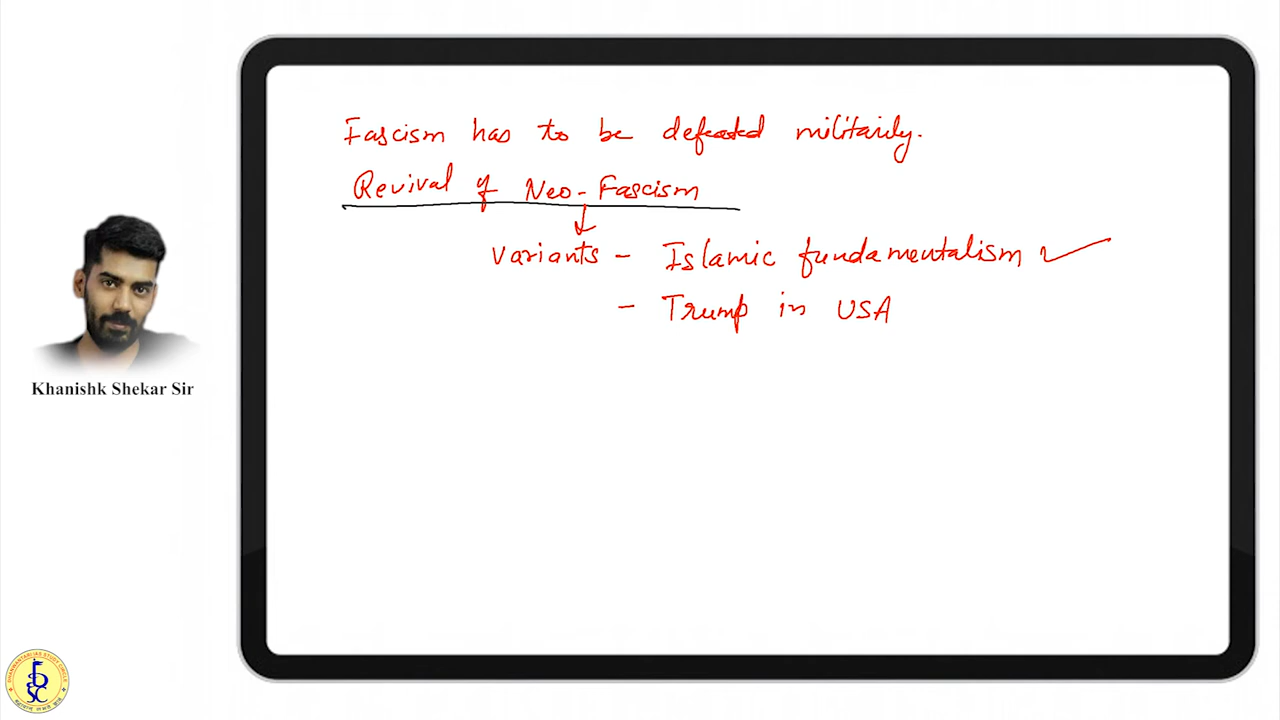 Fascism has to be defeated militarily.
Revival of Neo-Fascism
variants - Islamic fundamentalism ✓
- Trump in USA
Khanishk Shekar Sir